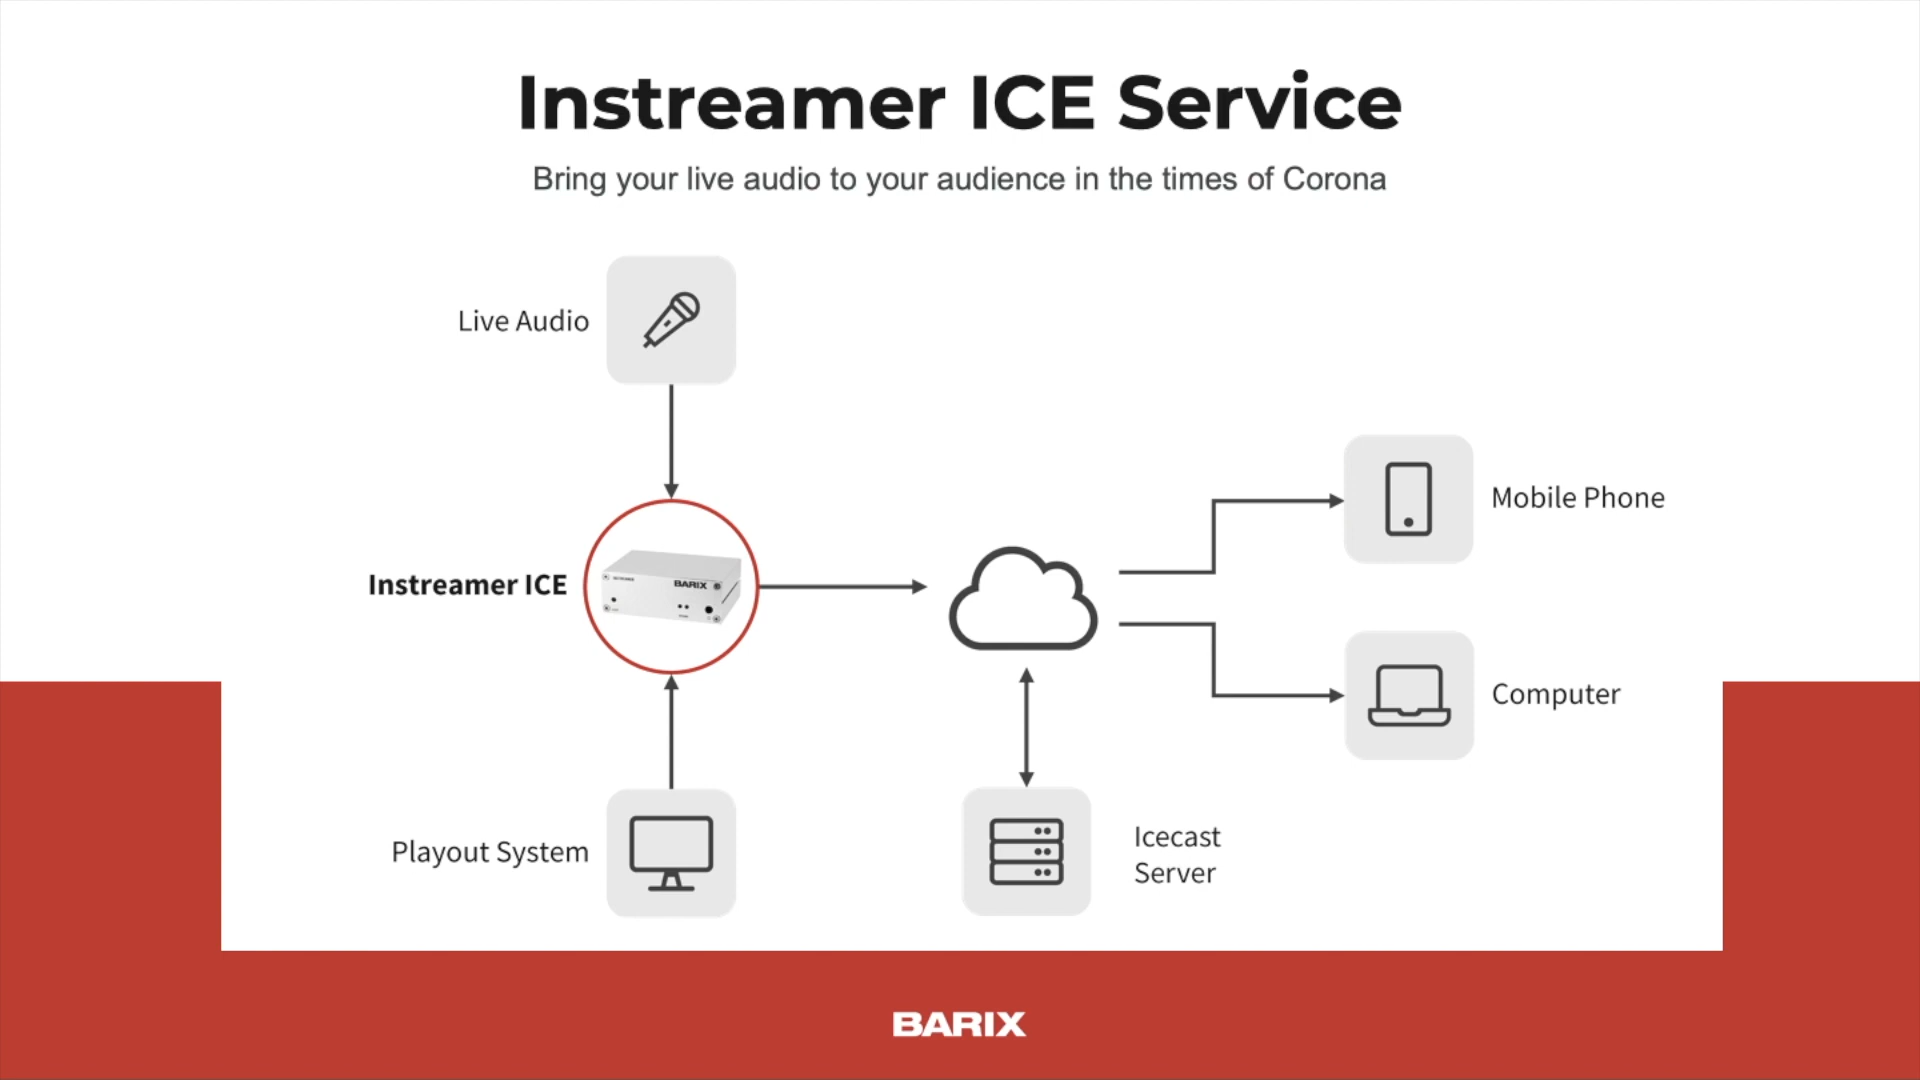 Instreamer ICE Service
Bring your live audio to your audience in the times of Corona
Live Audio
Mobile Phone
Instreamer ICE
BARIX
Computer
Playout System
Icecast
Server
BARIX